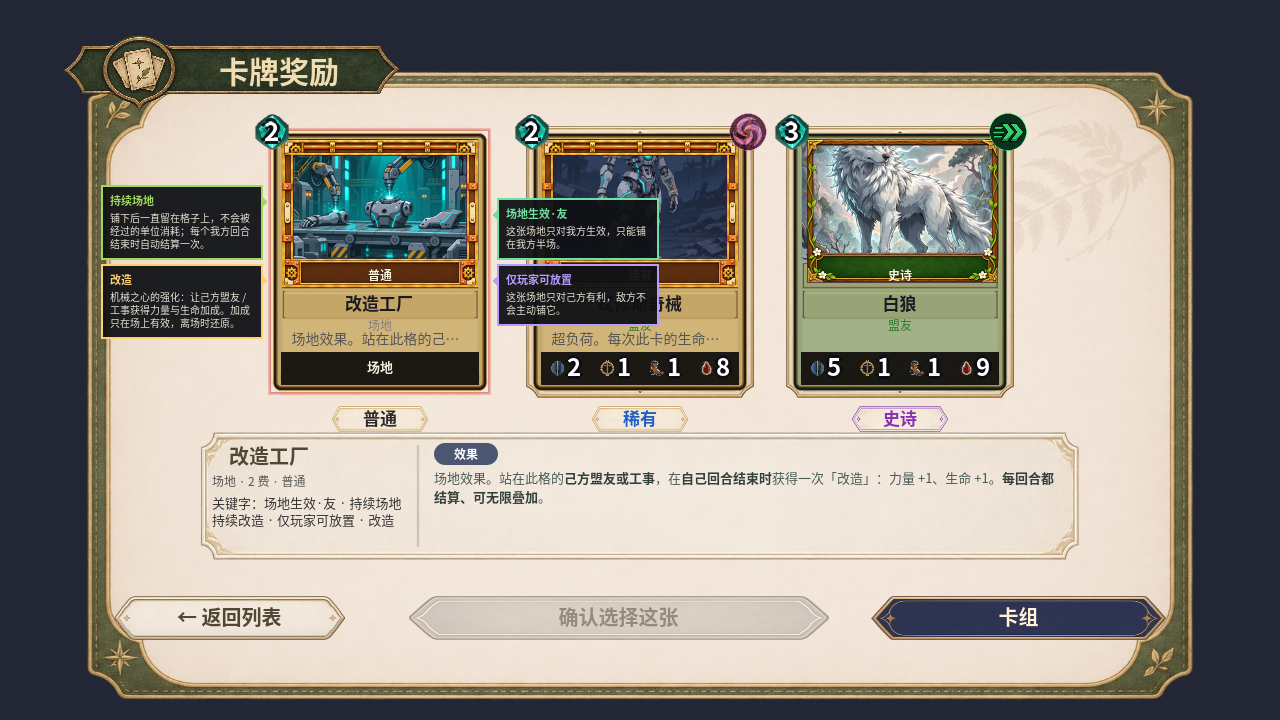 卡牌奖励
2
2
3
持续场地
铺下后一直留在格子上，不会被
经过的单位消耗；每个我方回合
结束时自动结算一次。
改造
机械之心的强化：让己方盟友 /
工事获得力量与生命加成。加成
只在场上有效，离场时还原。
普通
改造工厂
场地
场地效果。站在此格的己…
场地
场地生效·友
这张场地只对我方生效，只能铺
在我方半场。
仅玩家可放置
这张场地只对己方有利，敌方不
会主动铺它。
稀有
械
盟友
超负荷。每次此卡的生命…
2 1 1 8
史诗
白狼
盟友
5 1 1 9
普通
稀有
史诗
改造工厂
场地 · 2 费 · 普通
关键字：场地生效·友 · 持续场地
持续改造 · 仅玩家可放置 · 改造
效果
场地效果。站在此格的己方盟友或工事，在自己回合结束时获得一次「改造」：力量 +1、生命 +1。每回合都
结算、可无限叠加。
← 返回列表
确认选择这张
卡组